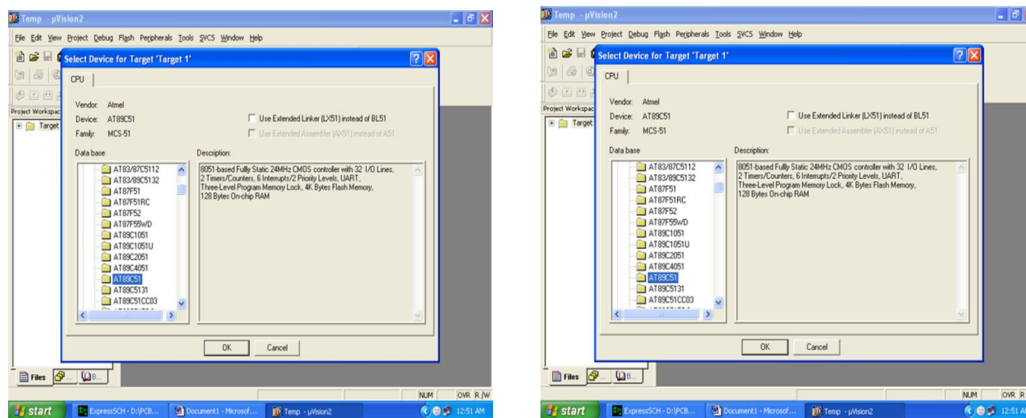 Temp - µVision2
File Edit View Project Debug Flash Peripherals Tools SVCS Window Help
Select Device for Target 'Target 1'
CPU
Vendor: Atmel
Device: AT89C51
Family: MCS-51
Use Extended Linker (LX51) instead of BL51
Use Extended Assembler (AX51) instead of A51
Data base
Description:
AT83/87C5112
AT83/89C5132
AT87F51
AT87F51RC
AT87F52
AT87F55WD
AT89C1051
AT89C1051U
AT89C2051
AT89C4051
AT89C51
AT89C5131
AT89C51CC03
8051-based Fully Static 24MHz CMOS controller with 32 I/O Lines,
2 Timers/Counters, 6 Interrupts/2 Priority Levels, UART,
Three-Level Program Memory Lock, 4K Bytes Flash Memory,
128 Bytes On-chip RAM
OK Cancel
Project Workspac
Target
Files
B...
NUM OVR R/W
start ExpressSCH - D:\PCB... Document1 - Microsof... Temp - µVision2 12:51 AM
Temp - µVision2
File Edit View Project Debug Flash Peripherals Tools SVCS Window Help
Select Device for Target 'Target 1'
CPU
Vendor: Atmel
Device: AT89C51
Family: MCS-51
Use Extended Linker (LX51) instead of BL51
Use Extended Assembler (AX51) instead of A51
Data base
Description:
AT83/87C5112
AT83/89C5132
AT87F51
AT87F51RC
AT87F52
AT87F55WD
AT89C1051
AT89C1051U
AT89C2051
AT89C4051
AT89C51
AT89C5131
AT89C51CC03
8051-based Fully Static 24MHz CMOS controller with 32 I/O Lines,
2 Timers/Counters, 6 Interrupts/2 Priority Levels, UART,
Three-Level Program Memory Lock, 4K Bytes Flash Memory,
128 Bytes On-chip RAM
OK Cancel
Project Workspac
Target
Files
B...
NUM OVR R
start ExpressSCH - D:\PCB... Document1 - Microsof... Temp - µVision2 12:51 AM